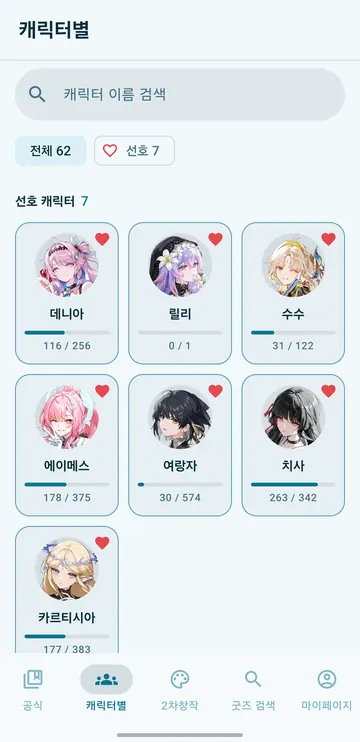 캐릭터별
캐릭터 이름 검색
전체 62
선호 7
선호 캐릭터 7
데니아
116 / 256
릴리
0 / 1
수수
31 / 122
에이메스
178 / 375
여랑자
30 / 574
치사
263 / 342
카르티시아
177 / 383
공식
캐릭터별
2차창작
굿즈 검색
마이페이지